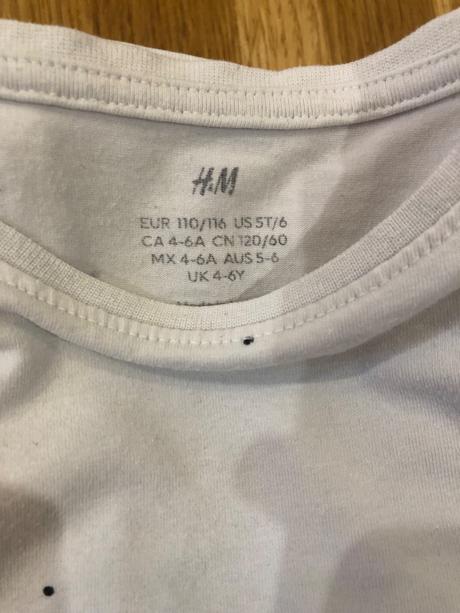 H&M
EUR 110/116 US 5T/6
CA 4-6A CN 120/60
MX 4-6A AUS 5-6
UK 4-6Y